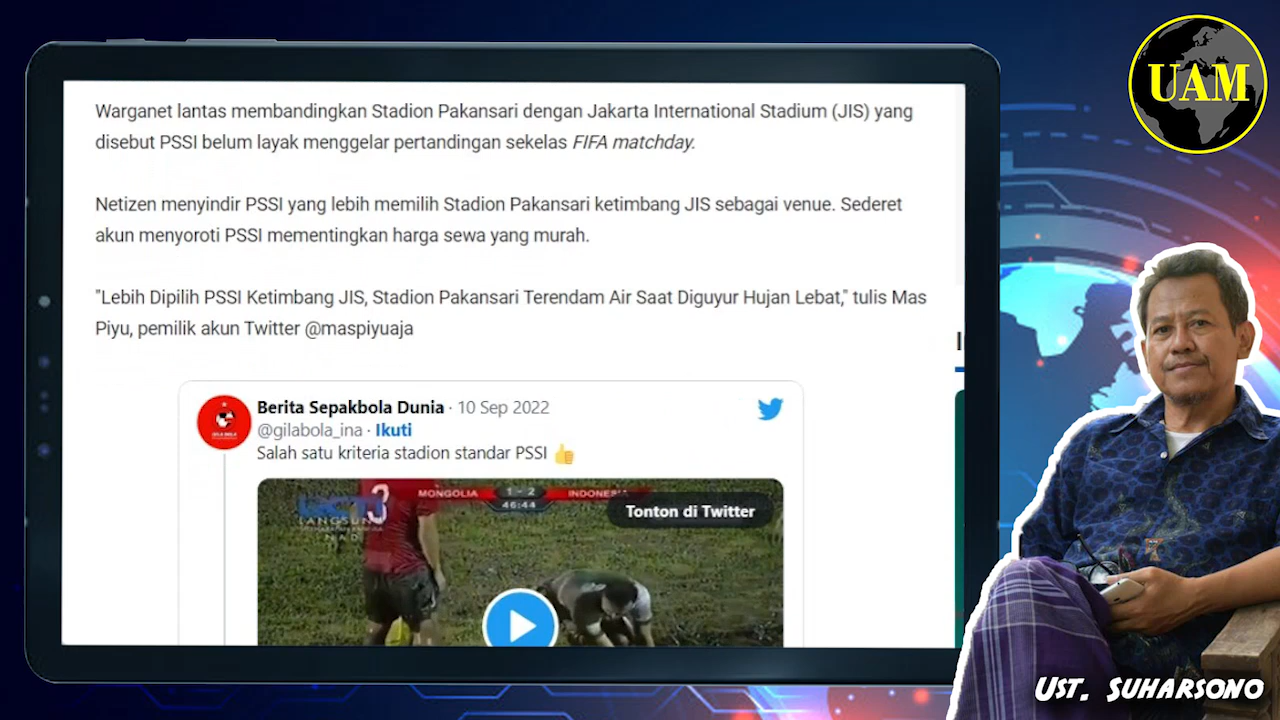 UAM
Warganet lantas membandingkan Stadion Pakansari dengan Jakarta International Stadium (JIS) yang
disebut PSSI belum layak menggelar pertandingan sekelas FIFA matchday.
Netizen menyindir PSSI yang lebih memilih Stadion Pakansari ketimbang JIS sebagai venue. Sederet
akun menyoroti PSSI mementingkan harga sewa yang murah.
"Lebih Dipilih PSSI Ketimbang JIS, Stadion Pakansari Terendam Air Saat Diguyur Hujan Lebat," tulis Mas
Piyu, pemilik akun Twitter @maspiyuaja
Berita Sepakbola Dunia · 10 Sep 2022
@gilabola_ina · Ikuti
Salah satu kriteria stadion standar PSSI 👍
3
MONGOLIA 1 - 2 INDONESIA
46:44
LANGSUNG
Tonton di Twitter
UST. SUHARSONO